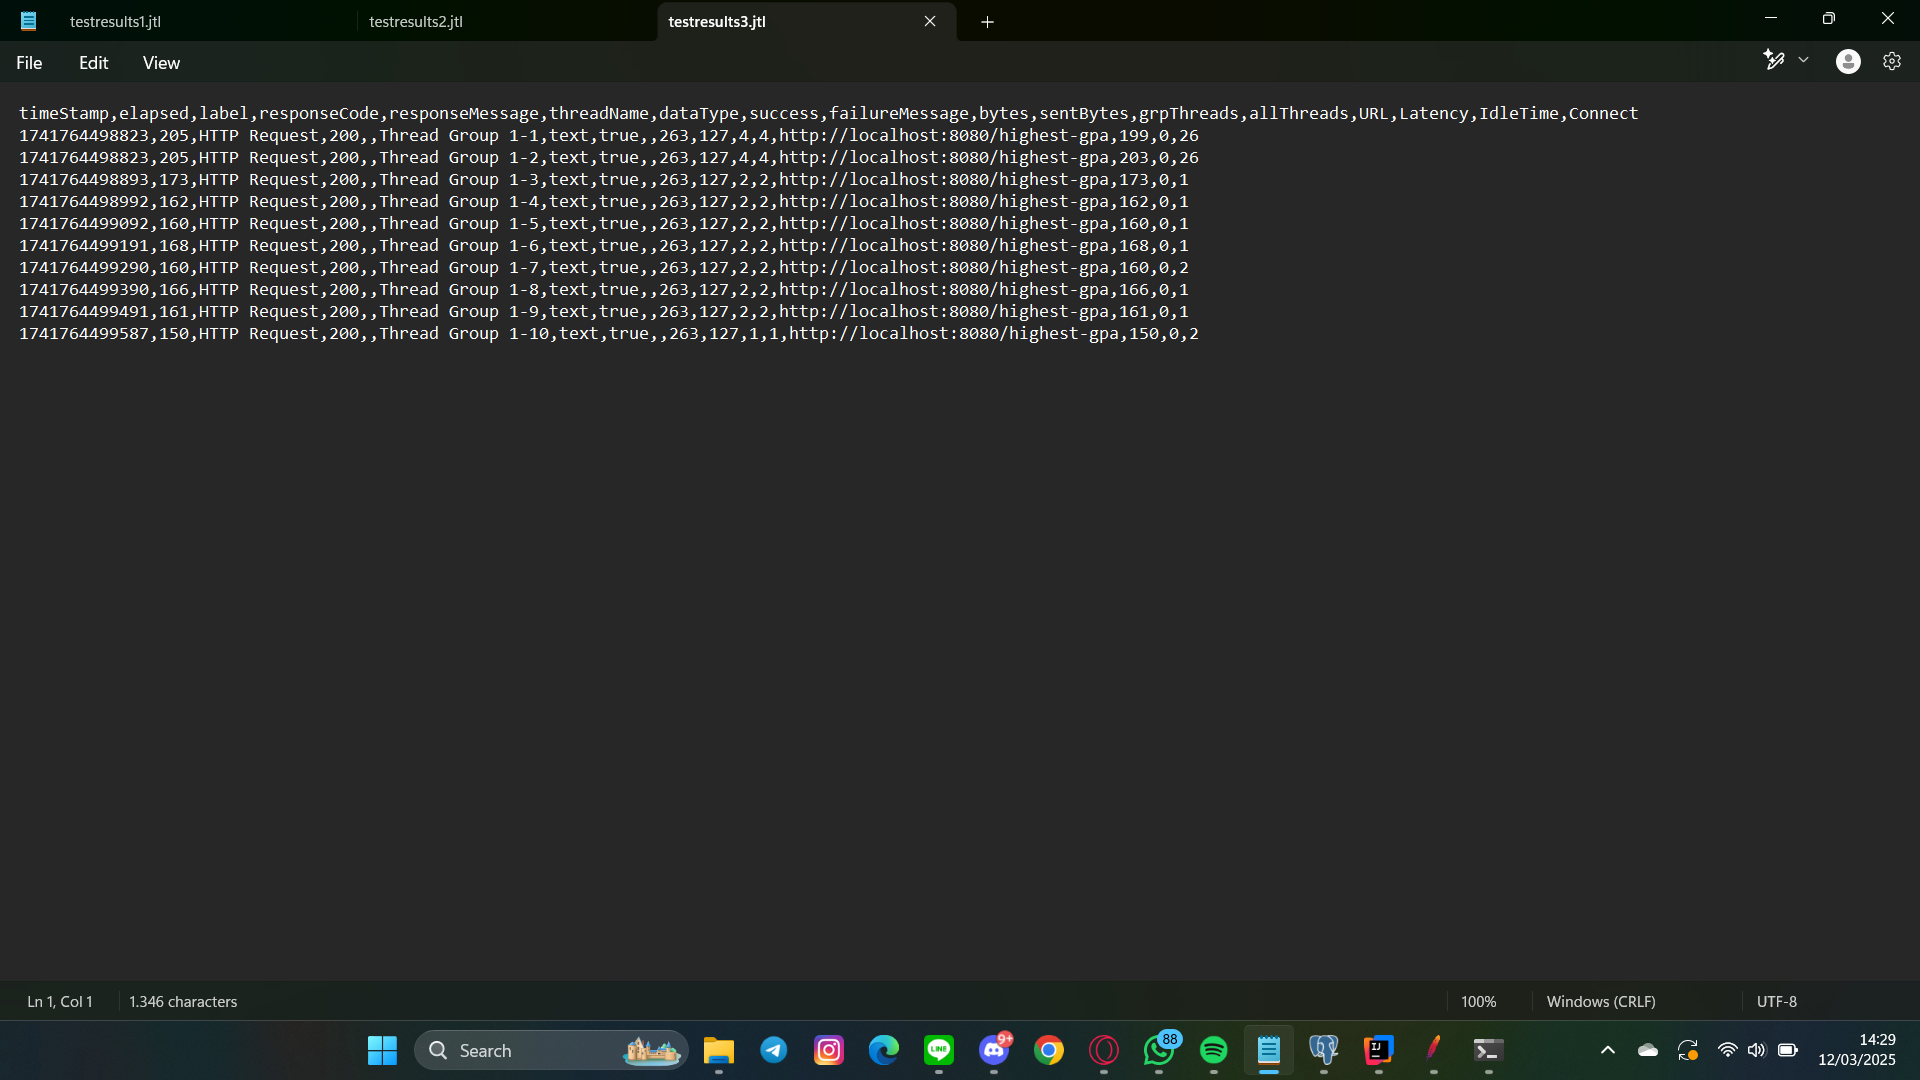 testresults1.jtl
testresults2.jtl
testresults3.jtl
File
Edit
View
timeStamp,elapsed,label,responseCode,responseMessage,threadName,dataType,success,failureMessage,bytes,sentBytes,grpThreads,allThreads,URL,Latency,IdleTime,Connect
1741764498823,205,HTTP Request,200,,Thread Group 1-1,text,true,,263,127,4,4,http://localhost:8080/highest-gpa,199,0,26
1741764498823,205,HTTP Request,200,,Thread Group 1-2,text,true,,263,127,4,4,http://localhost:8080/highest-gpa,203,0,26
1741764498893,173,HTTP Request,200,,Thread Group 1-3,text,true,,263,127,2,2,http://localhost:8080/highest-gpa,173,0,1
1741764498992,162,HTTP Request,200,,Thread Group 1-4,text,true,,263,127,2,2,http://localhost:8080/highest-gpa,162,0,1
1741764499092,160,HTTP Request,200,,Thread Group 1-5,text,true,,263,127,2,2,http://localhost:8080/highest-gpa,160,0,1
1741764499191,168,HTTP Request,200,,Thread Group 1-6,text,true,,263,127,2,2,http://localhost:8080/highest-gpa,168,0,1
1741764499290,160,HTTP Request,200,,Thread Group 1-7,text,true,,263,127,2,2,http://localhost:8080/highest-gpa,160,0,2
1741764499390,166,HTTP Request,200,,Thread Group 1-8,text,true,,263,127,2,2,http://localhost:8080/highest-gpa,166,0,1
1741764499491,161,HTTP Request,200,,Thread Group 1-9,text,true,,263,127,2,2,http://localhost:8080/highest-gpa,161,0,1
1741764499587,150,HTTP Request,200,,Thread Group 1-10,text,true,,263,127,1,1,http://localhost:8080/highest-gpa,150,0,2
Ln 1, Col 1
1.346 characters
100%
Windows (CRLF)
UTF-8
Search
LINE
9+
88
IJ
14:29
12/03/2025